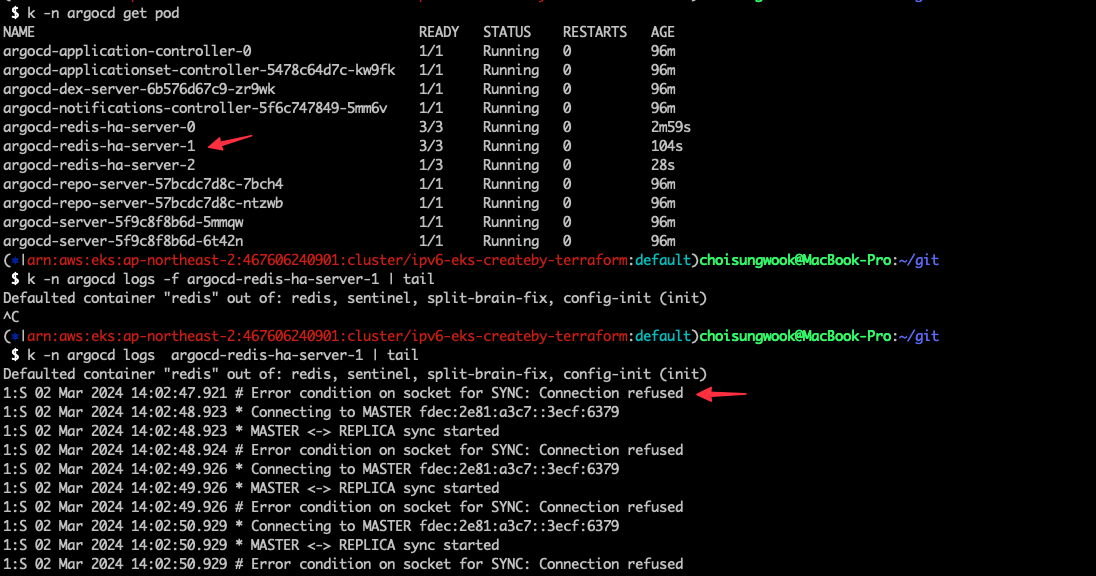 $ k -n argocd get pod
NAME READY STATUS RESTARTS AGE
argocd-application-controller-0 1/1 Running 0 96m
argocd-applicationset-controller-5478c64d7c-kw9fk 1/1 Running 0 96m
argocd-dex-server-6b576d67c9-zr9wk 1/1 Running 0 96m
argocd-notifications-controller-5f6c747849-5mm6v 1/1 Running 0 96m
argocd-redis-ha-server-0 3/3 Running 0 2m59s
argocd-redis-ha-server-1 3/3 Running 0 104s
argocd-redis-ha-server-2 1/3 Running 0 28s
argocd-repo-server-57bcdc7d8c-7bch4 1/1 Running 0 96m
argocd-repo-server-57bcdc7d8c-ntzwb 1/1 Running 0 96m
argocd-server-5f9c8f8b6d-5mmqw 1/1 Running 0 96m
argocd-server-5f9c8f8b6d-6t42n 1/1 Running 0 96m
(*|arn:aws:eks:ap-northeast-2:467606240901:cluster/ipv6-eks-createby-terraform:default)choisungwook@MacBook-Pro:~/git
$ k -n argocd logs -f argocd-redis-ha-server-1 | tail
Defaulted container "redis" out of: redis, sentinel, split-brain-fix, config-init (init)
^C
(*|arn:aws:eks:ap-northeast-2:467606240901:cluster/ipv6-eks-createby-terraform:default)choisungwook@MacBook-Pro:~/git
$ k -n argocd logs  argocd-redis-ha-server-1 | tail
Defaulted container "redis" out of: redis, sentinel, split-brain-fix, config-init (init)
1:S 02 Mar 2024 14:02:47.921 # Error condition on socket for SYNC: Connection refused
1:S 02 Mar 2024 14:02:48.923 * Connecting to MASTER fdec:2e81:a3c7::3ecf:6379
1:S 02 Mar 2024 14:02:48.923 * MASTER <-> REPLICA sync started
1:S 02 Mar 2024 14:02:48.924 # Error condition on socket for SYNC: Connection refused
1:S 02 Mar 2024 14:02:49.926 * Connecting to MASTER fdec:2e81:a3c7::3ecf:6379
1:S 02 Mar 2024 14:02:49.926 * MASTER <-> REPLICA sync started
1:S 02 Mar 2024 14:02:49.926 # Error condition on socket for SYNC: Connection refused
1:S 02 Mar 2024 14:02:50.929 * Connecting to MASTER fdec:2e81:a3c7::3ecf:6379
1:S 02 Mar 2024 14:02:50.929 * MASTER <-> REPLICA sync started
1:S 02 Mar 2024 14:02:50.929 # Error condition on socket for SYNC: Connection refused